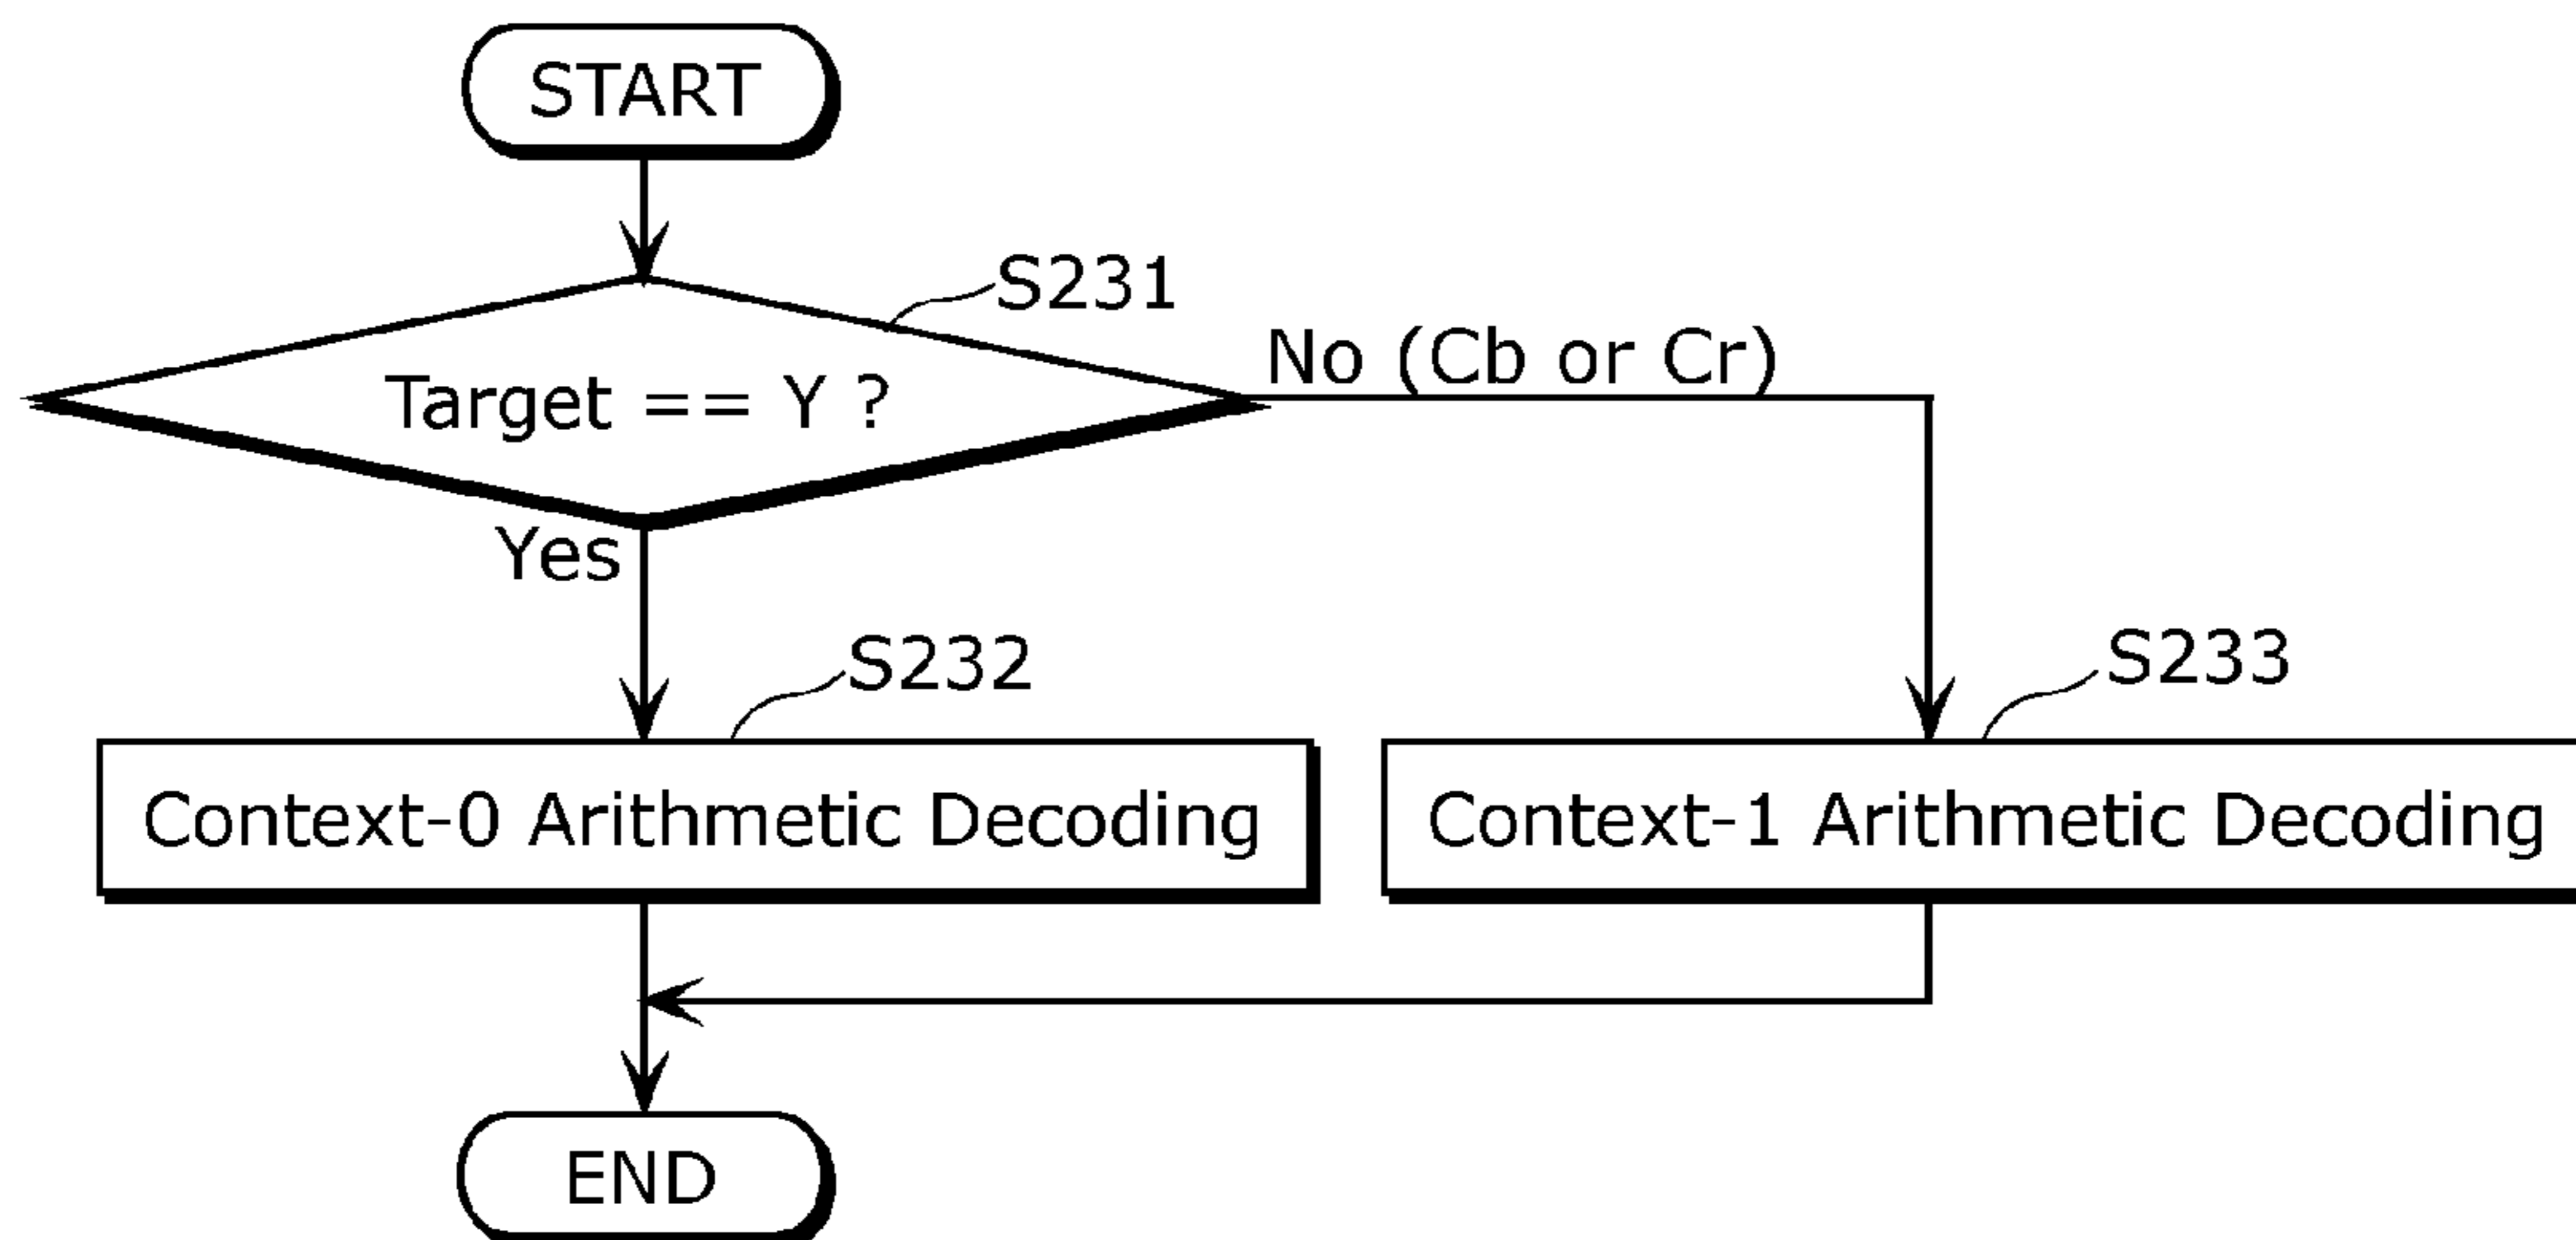 START
S231
Target == Y ?
No (Cb or Cr)
Yes
S232
S233
Context-0 Arithmetic Decoding
Context-1 Arithmetic Decoding
END